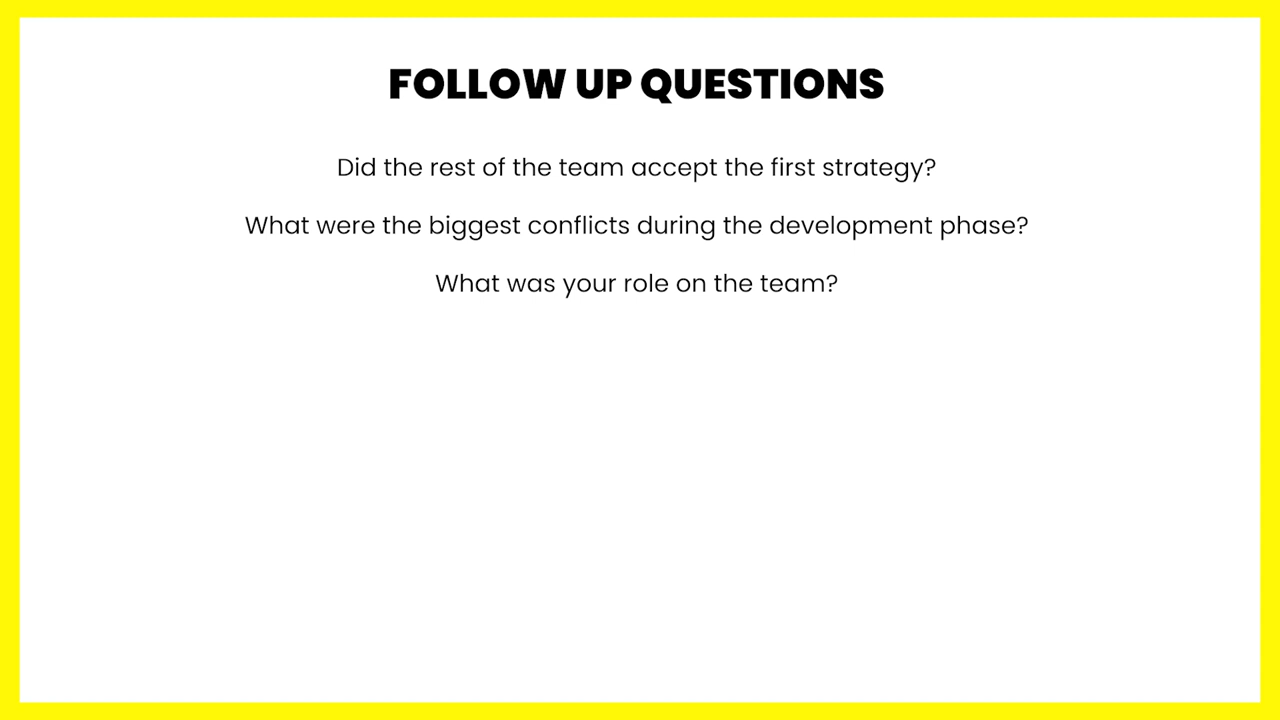 FOLLOW UP QUESTIONS
Did the rest of the team accept the first strategy?
What were the biggest conflicts during the development phase?
What was your role on the team?